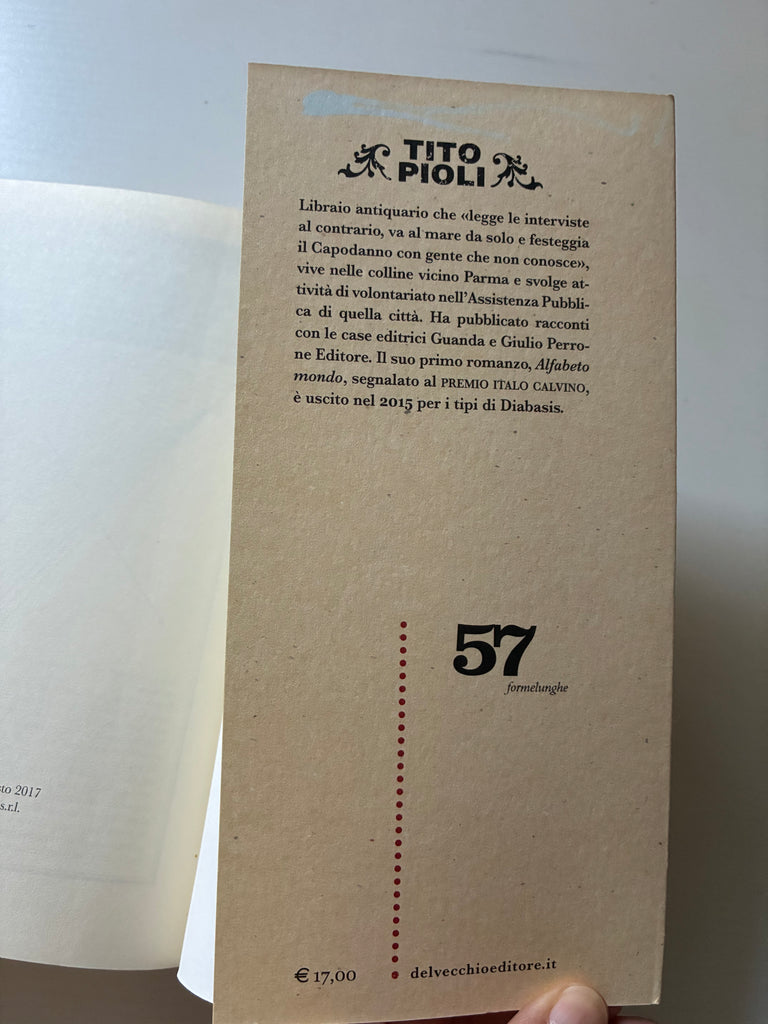 TITO
PIOLI
Libraio antiquario che «legge le interviste
al contrario, va al mare da solo e festeggia
il Capodanno con gente che non conosce»,
vive nelle colline vicino Parma e svolge at-
tività di volontariato nell'Assistenza Pubbli-
ca di quella città. Ha pubblicato racconti
con le case editrici Guanda e Giulio Perro-
ne Editore. Il suo primo romanzo, Alfabeto
mondo, segnalato al PREMIO ITALO CALVINO,
è uscito nel 2015 per i tipi di Diabasis.
57
formelunghe
€ 17,00
delvecchioeditore.it
2017
s.r.l.